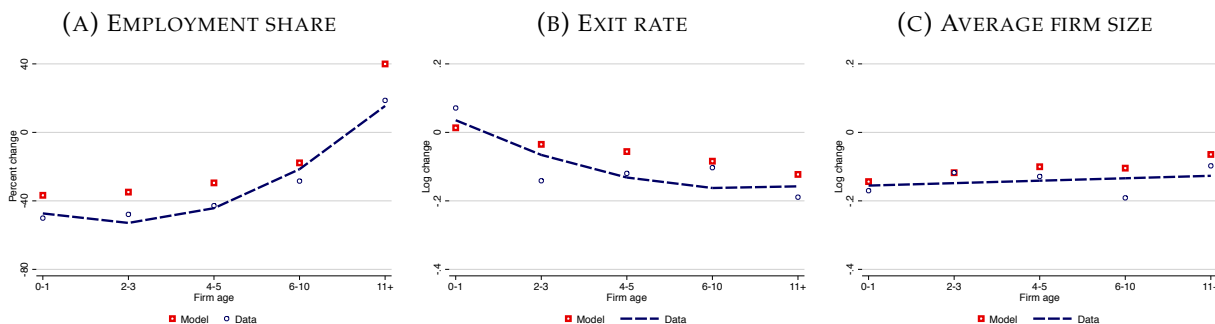 (A) EMPLOYMENT SHARE
Percent change
40
0
-40
-80
0-1 2-3 4-5 6-10 11+
Firm age
Model Data
(B) EXIT RATE
Log change
.2
0
-.2
-.4
0-1 2-3 4-5 6-10 11+
Firm age
Model Data
(C) AVERAGE FIRM SIZE
Log change
.2
0
-.2
-.4
0-1 2-3 4-5 6-10 11-
Firm age
Model Data